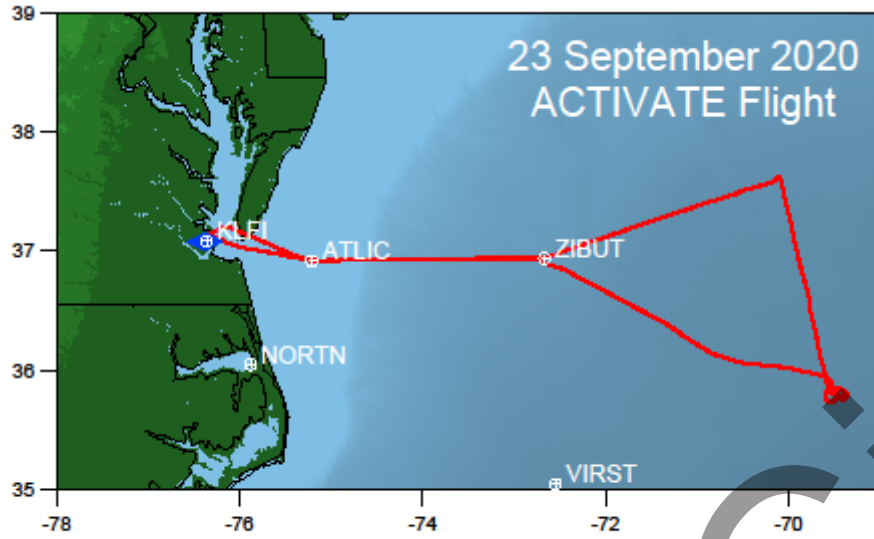 39
23 September 2020
ACTIVATE Flight
38
KLFI
37
ATLIC
ZIBUT
36
NORTN
35
VIRST
-78
-76
-74
-72
-70